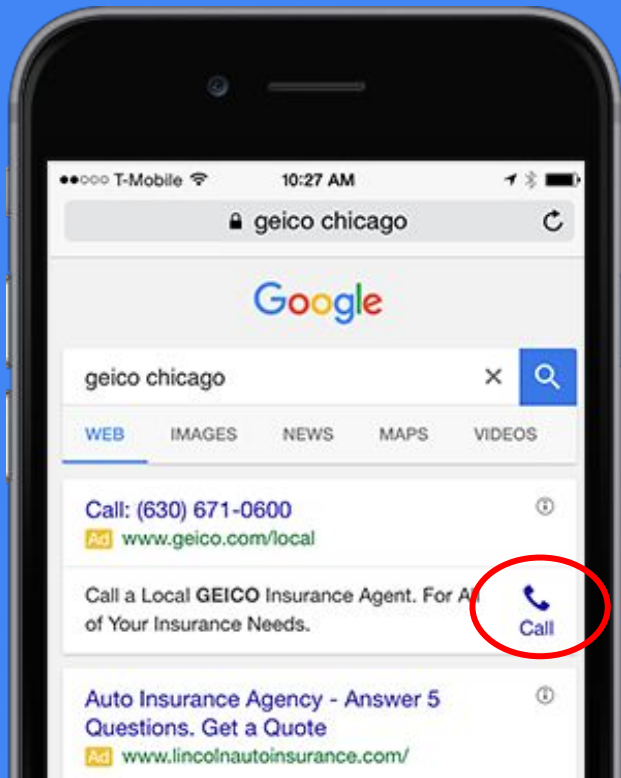 T-Mobile 10:27 AM
geico chicago
Google
geico chicago
WEB IMAGES NEWS MAPS VIDEOS
Call: (630) 671-0600
Ad www.geico.com/local
Call a Local GEICO Insurance Agent. For All
of Your Insurance Needs.
Call
Auto Insurance Agency - Answer 5
Questions. Get a Quote
Ad www.lincolnautoinsurance.com/